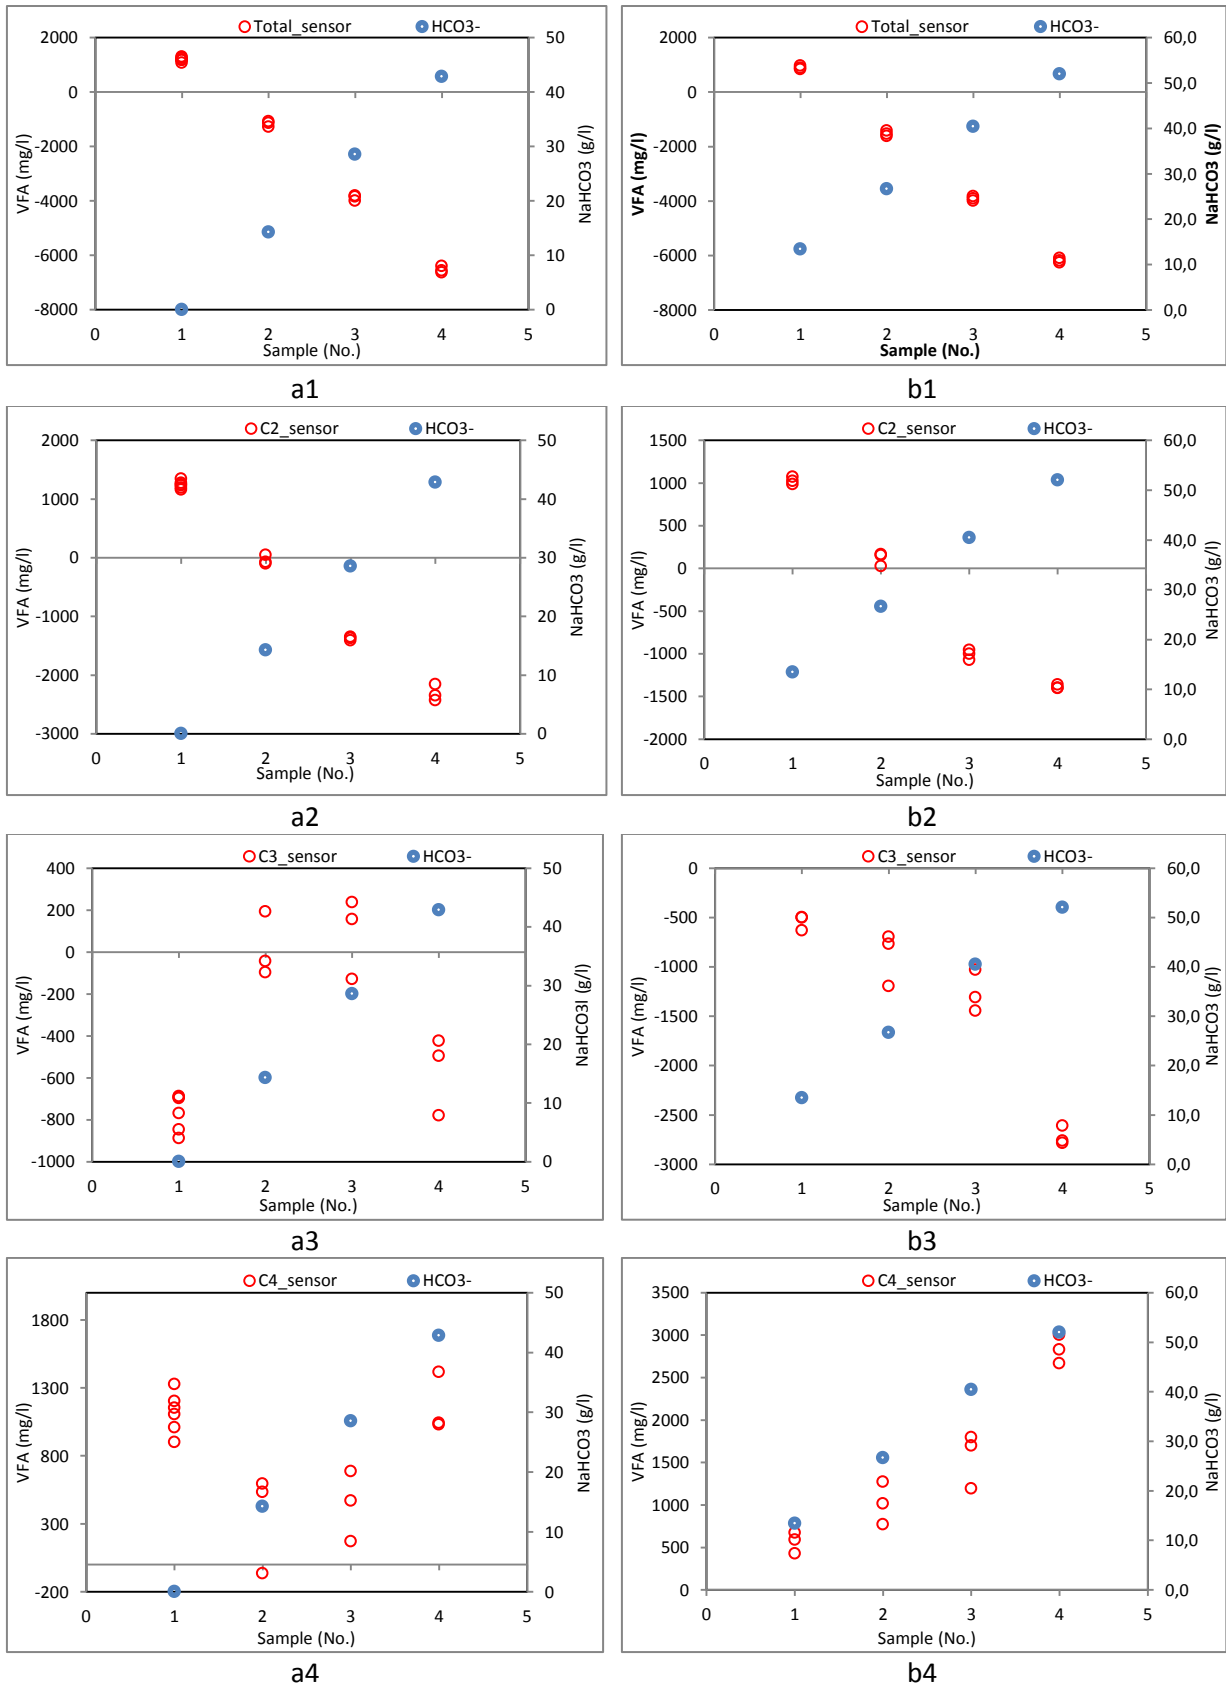 Total_sensor HCO3-
2000
0
-2000
-4000
-6000
-8000
VFA (mg/l)
50
40
30
20
10
0
NaHCO3 (g/l)
0 1 2 3 4 5
Sample (No.)
a1
Total_sensor HCO3-
2000
0
-2000
-4000
-6000
-8000
VFA (mg/l)
60,0
50,0
40,0
30,0
20,0
10,0
0,0
NaHCO3 (g/l)
0 1 2 3 4 5
Sample (No.)
b1
C2_sensor HCO3-
2000
1000
0
-1000
-2000
-3000
VFA (mg/l)
50
40
30
20
10
0
NaHCO3 (g/l)
0 1 2 3 4 5
Sample (No.)
a2
C2_sensor HCO3-
1500
1000
500
0
-500
-1000
-1500
-2000
VFA (mg/l)
60,0
50,0
40,0
30,0
20,0
10,0
0,0
NaHCO3 (g/l)
0 1 2 3 4 5
Sample (No.)
b2
C3_sensor HCO3-
400
200
0
-200
-400
-600
-800
-1000
VFA (mg/l)
50
40
30
20
10
0
NaHCO3l (g/l)
0 1 2 3 4 5
Sample (No.)
a3
C3_sensor HCO3-
0
-500
-1000
-1500
-2000
-2500
-3000
VFA (mg/l)
60,0
50,0
40,0
30,0
20,0
10,0
0,0
NaHCO3 (g/l)
0 1 2 3 4 5
Sample (No.)
b3
C4_sensor HCO3-
1800
1300
800
300
-200
VFA (mg/l)
50
40
30
20
10
0
NaHCO3 (g/l)
0 1 2 3 4 5
Sample (No.)
a4
C4_sensor HCO3-
3500
3000
2500
2000
1500
1000
500
0
VFA (mg/l)
60,0
50,0
40,0
30,0
20,0
10,0
0,0
NaHCO3 (g/l)
0 1 2 3 4 5
Sample (No.)
b4